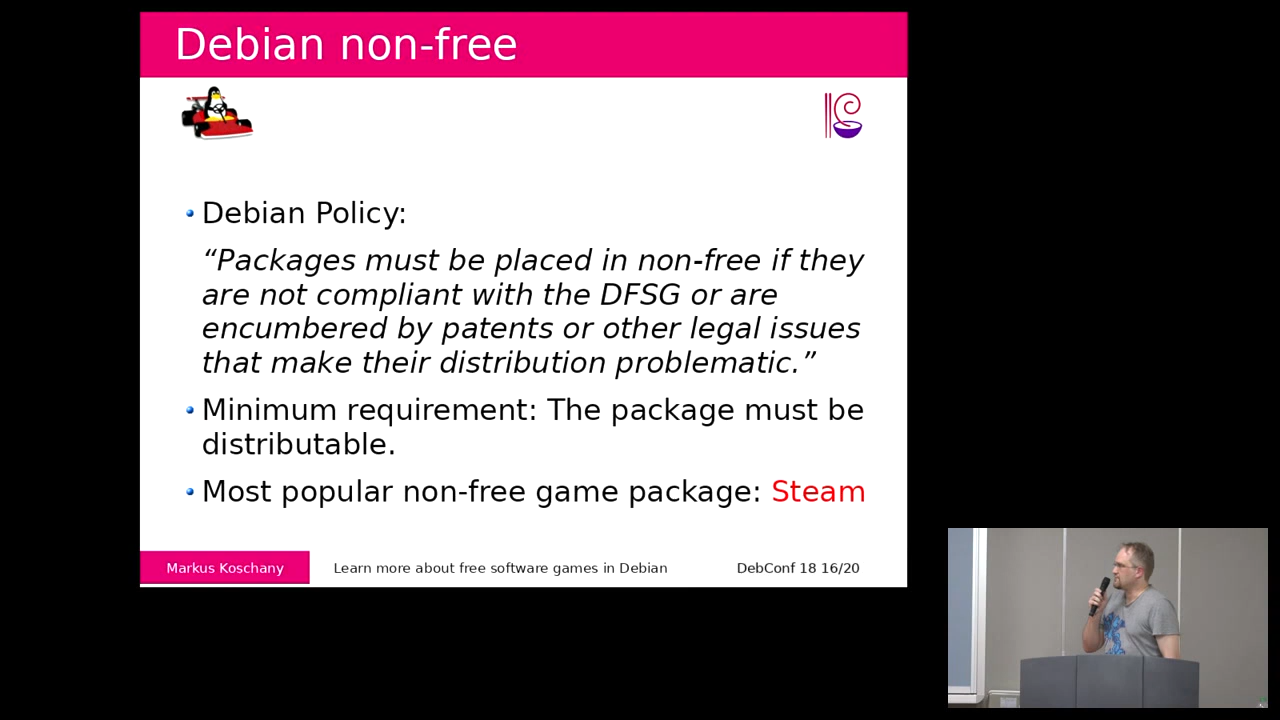 Debian non-free
Debian Policy:
“Packages must be placed in non-free if they
are not compliant with the DFSG or are
encumbered by patents or other legal issues
that make their distribution problematic.”
Minimum requirement: The package must be
distributable.
Most popular non-free game package: Steam
Markus Koschany
Learn more about free software games in Debian
DebConf 18 16/20